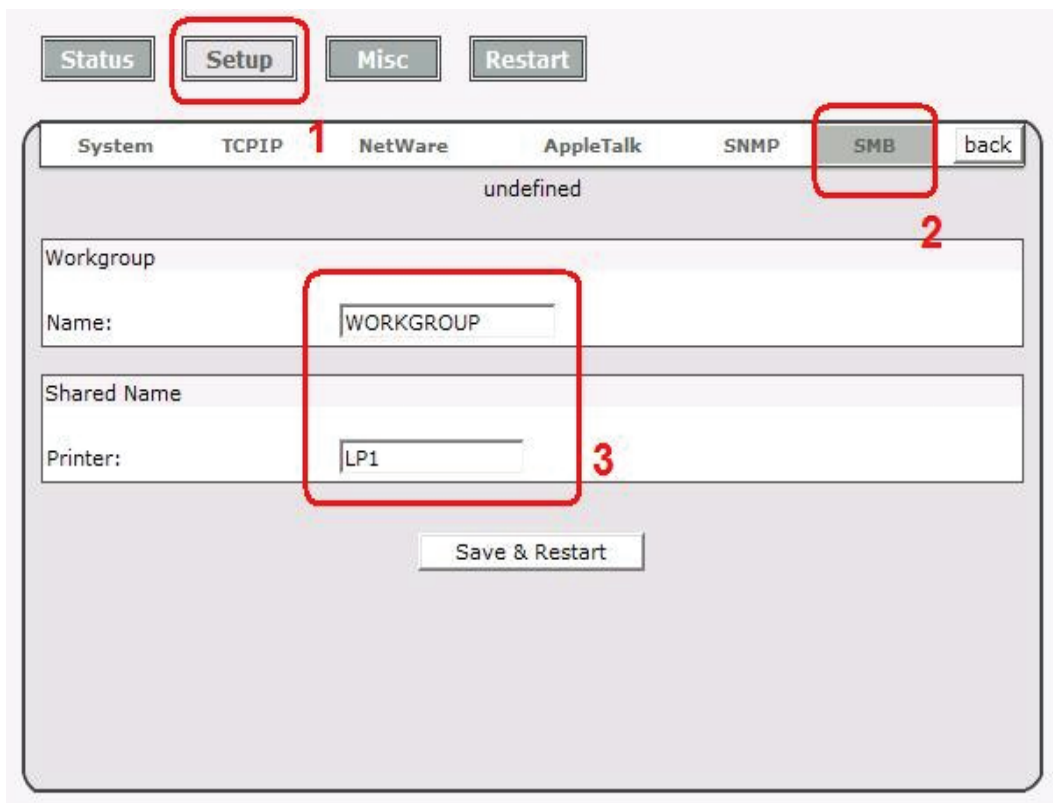 Status Setup Misc Restart
1
System TCPIP NetWare AppleTalk SNMP SMB back
undefined
2
Workgroup
Name: WORKGROUP
Shared Name
Printer: LP1
3
Save & Restart